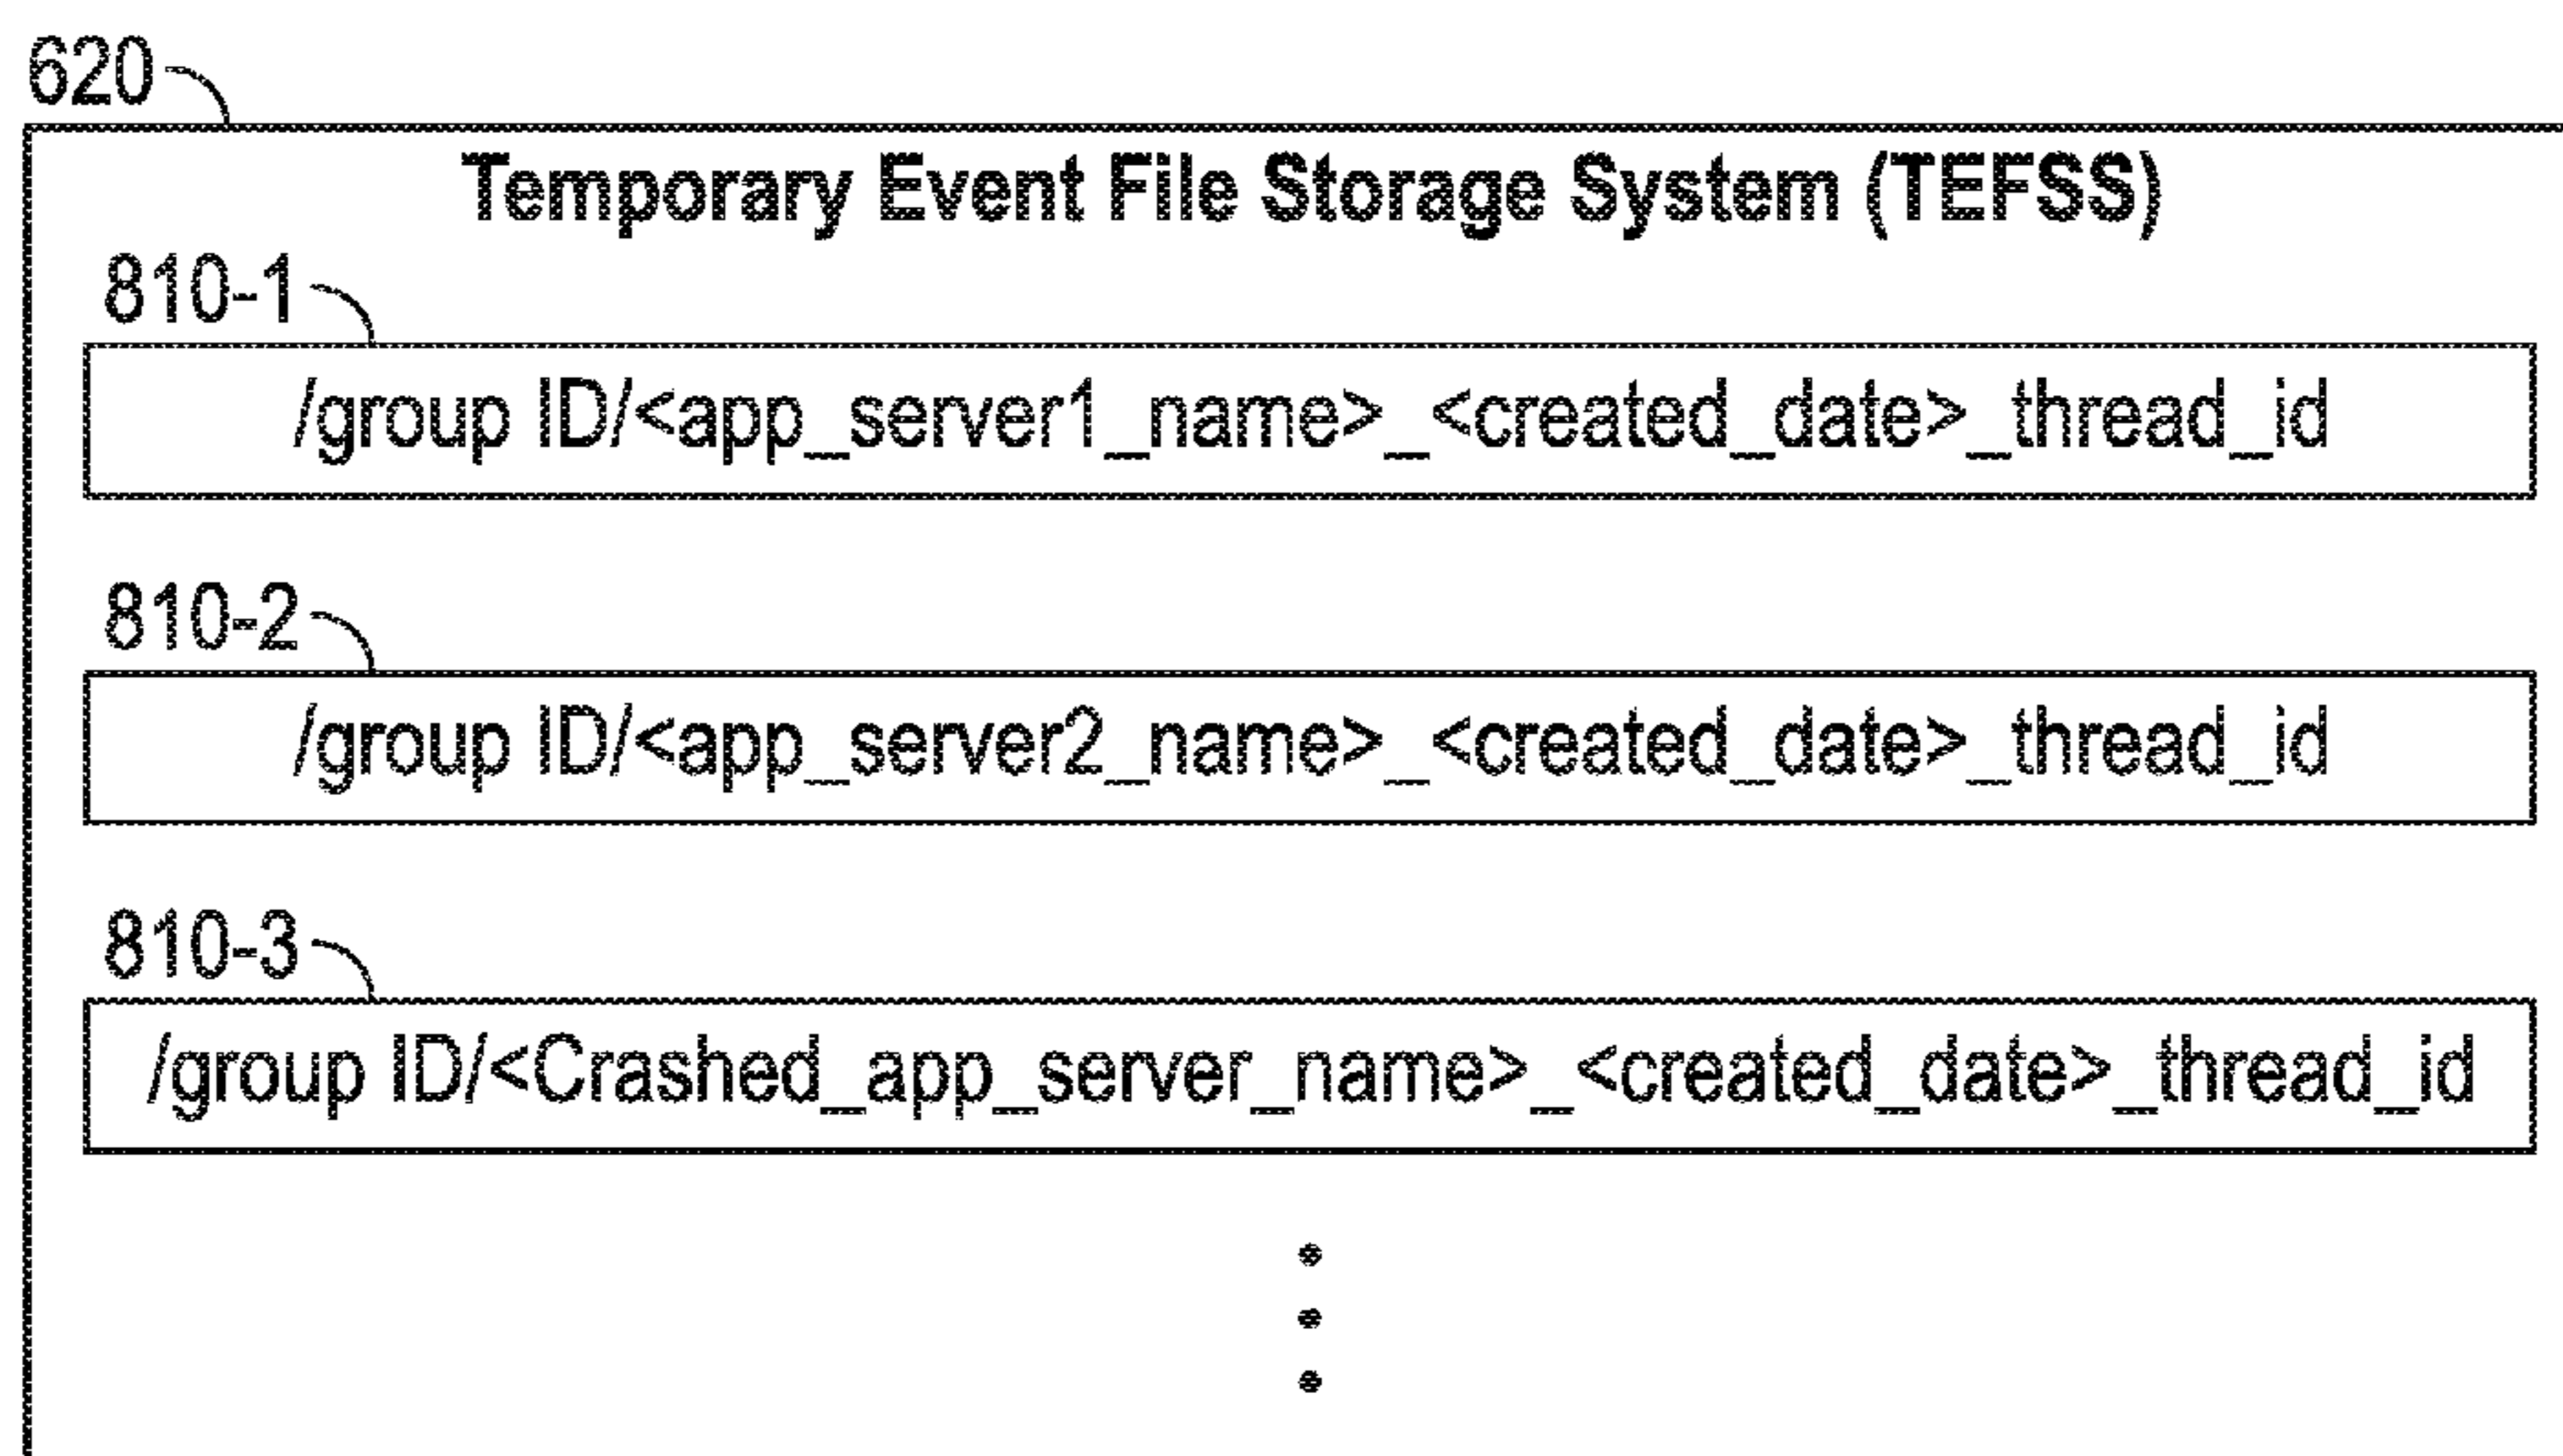 620
Temporary Event File Storage System (TEFSS)
810-1
/group ID/<app_server1_name>_<created_date>_thread_id
810-2
/group ID/<app_server2_name>_<created_date>_thread_id
810-3
/group ID/<Crashed_app_server_name>_<created_date>_thread_id